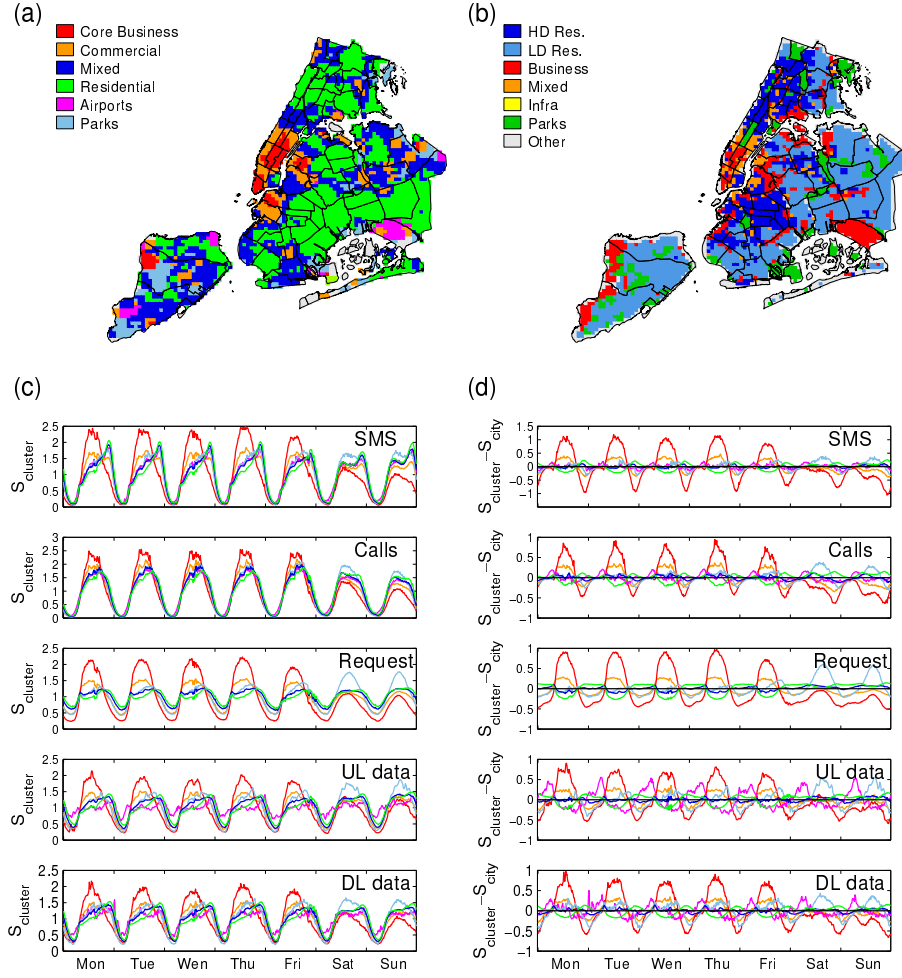 (a)
Core Business
Commercial
Mixed
Residential
Airports
Parks
(b)
HD Res.
LD Res.
Business
Mixed
Infra
Parks
Other
(c)
2.5
2
1.5
1
0.5
0
S_cluster
SMS
3
2.5
2
1.5
1
0.5
0
S_cluster
Calls
2.5
2
1.5
1
0.5
0
S_cluster
Request
2.5
2
1.5
1
0.5
0
S_cluster
UL data
2.5
2
1.5
1
0.5
0
S_cluster
DL data
Mon Tue Wen Thu Fri Sat Sun
(d)
1.5
1
0.5
0
−0.5
−1
S_cluster−S_city
SMS
1
0.5
0
−0.5
−1
S_cluster−S_city
Calls
1
0.5
0
−0.5
−1
S_cluster−S_city
Request
1
0.5
0
−0.5
−1
S_cluster−S_city
UL data
1
0.5
0
−0.5
−1
S_cluster−S_city
DL data
Mon Tue Wen Thu Fri Sat Sun